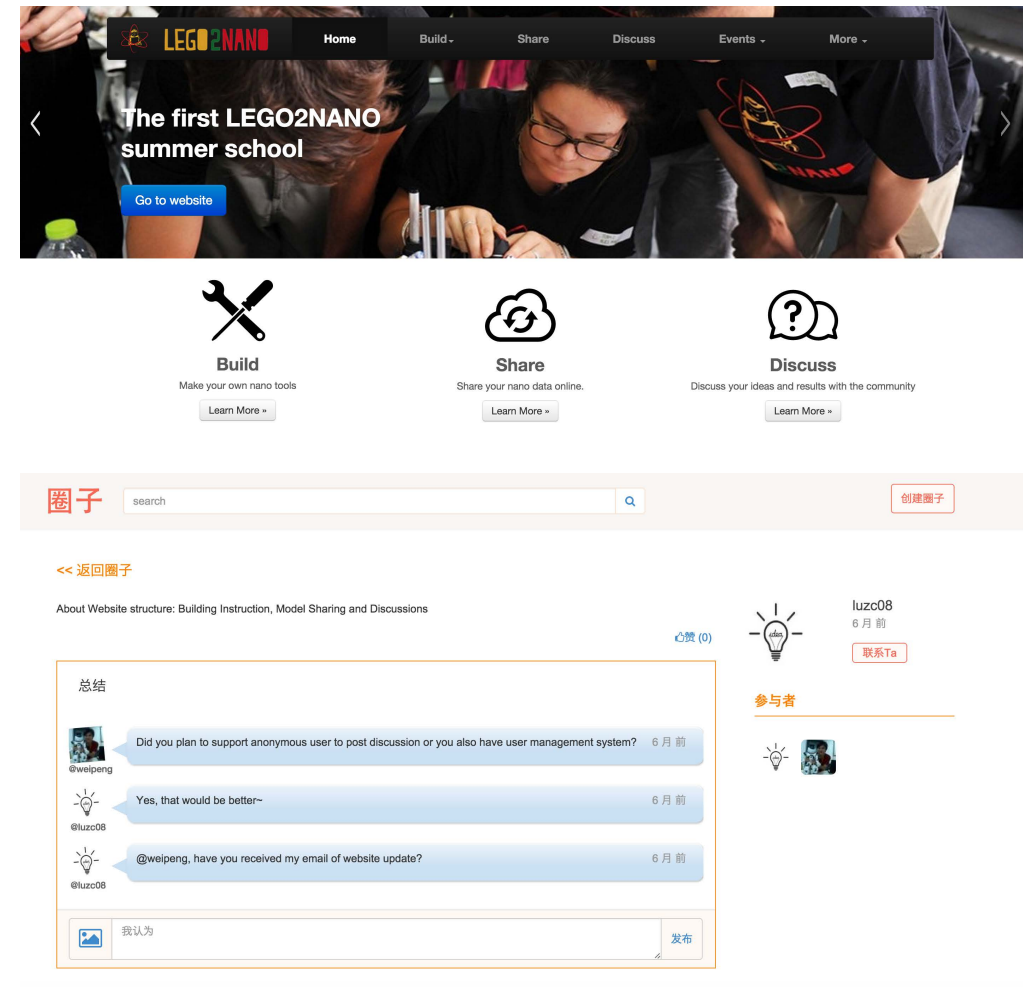 LEGO2NANO
Home
Build
Share
Discuss
Events
More
The first LEGO2NANO
summer school
Go to website
NANO
Build
Make your own nano tools
Learn More »
Share
Share your nano data online.
Learn More »
Discuss
Discuss your ideas and results with the community
Learn More »
圈子
search
创建圈子
<< 返回圈子
About Website structure: Building Instruction, Model Sharing and Discussions
赞 (0)
luzc08
6 月 前
联系Ta
参与者
总结
Did you plan to support anonymous user to post discussion or you also have user management system?
6 月 前
@weipeng
Yes, that would be better~
6 月 前
@luzc08
@weipeng, have you received my email of website update?
6 月 前
@luzc08
我认为
发布